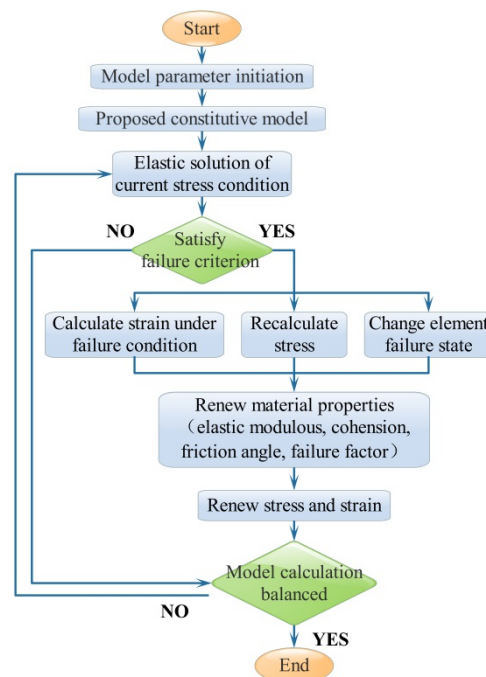 Start
Model parameter initiation
Proposed constitutive model
Elastic solution of
current stress condition
NO
YES
Satisfy
failure criterion
Calculate strain under
failure condition
Recalculate
stress
Change element
failure state
Renew material properties
（elastic modulous, cohension,
friction angle, failure factor）
Renew stress and strain
Model calculation
balanced
NO
YES
End